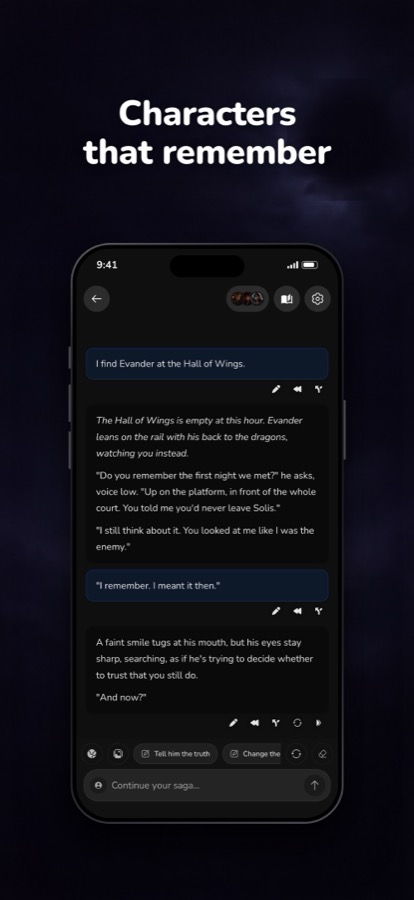 Characters
that remember
9:41
I find Evander at the Hall of Wings.
The Hall of Wings is empty at this hour. Evander
leans on the rail with his back to the dragons,
watching you instead.
"Do you remember the first night we met?" he asks,
voice low. "Up on the platform, in front of the whole
court. You told me you'd never leave Solis."
"I still think about it. You looked at me like I was the
enemy."
"I remember. I meant it then."
A faint smile tugs at his mouth, but his eyes stay
sharp, searching, as if he's trying to decide whether
to trust that you still do.
"And now?"
Tell him the truth
Change the
Continue your saga...